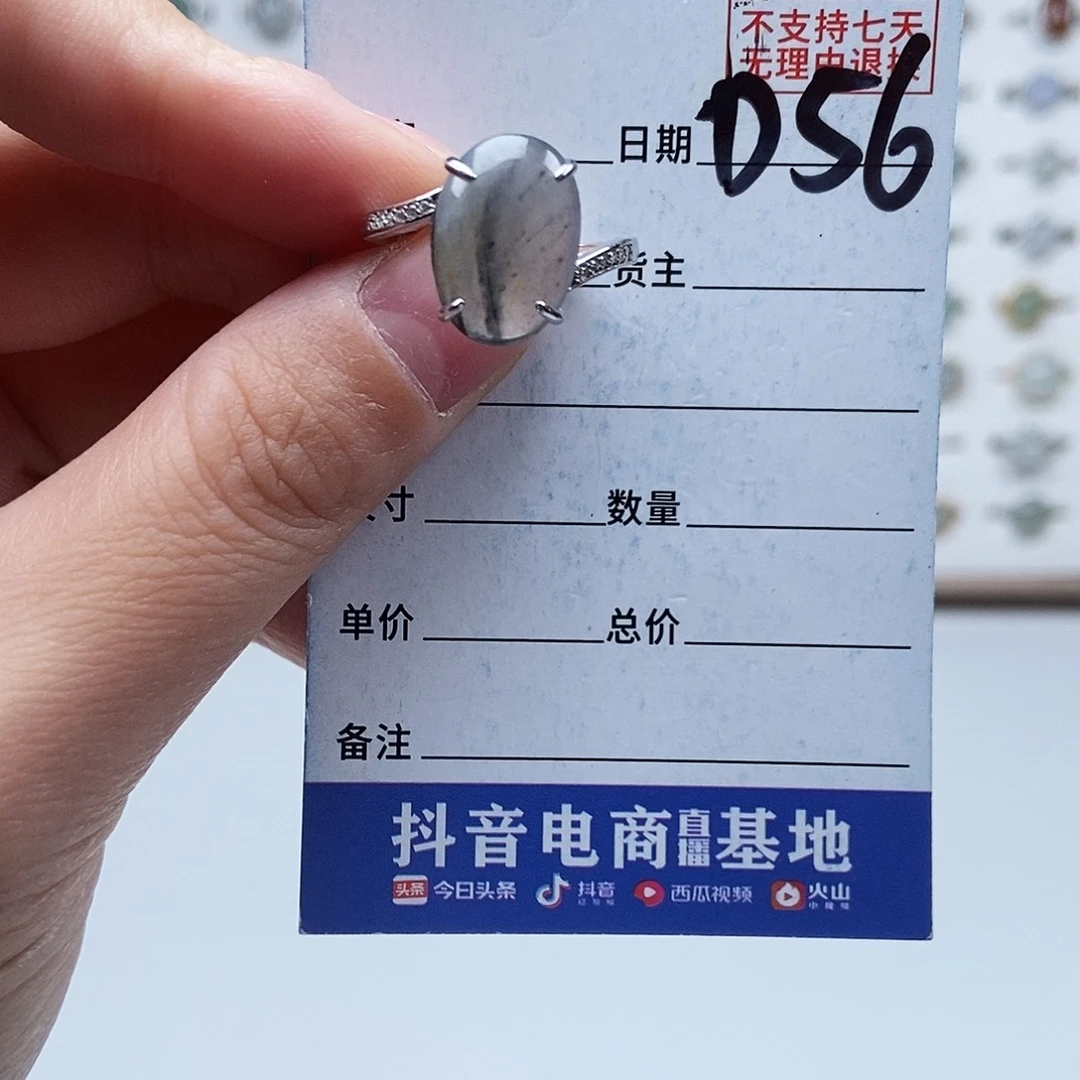 不支持七天
无理由退换
日期 D56
货主
寸 数量
单价 总价
备注
抖音电商直播基地
头条 今日头条 抖音 西瓜视频 火山